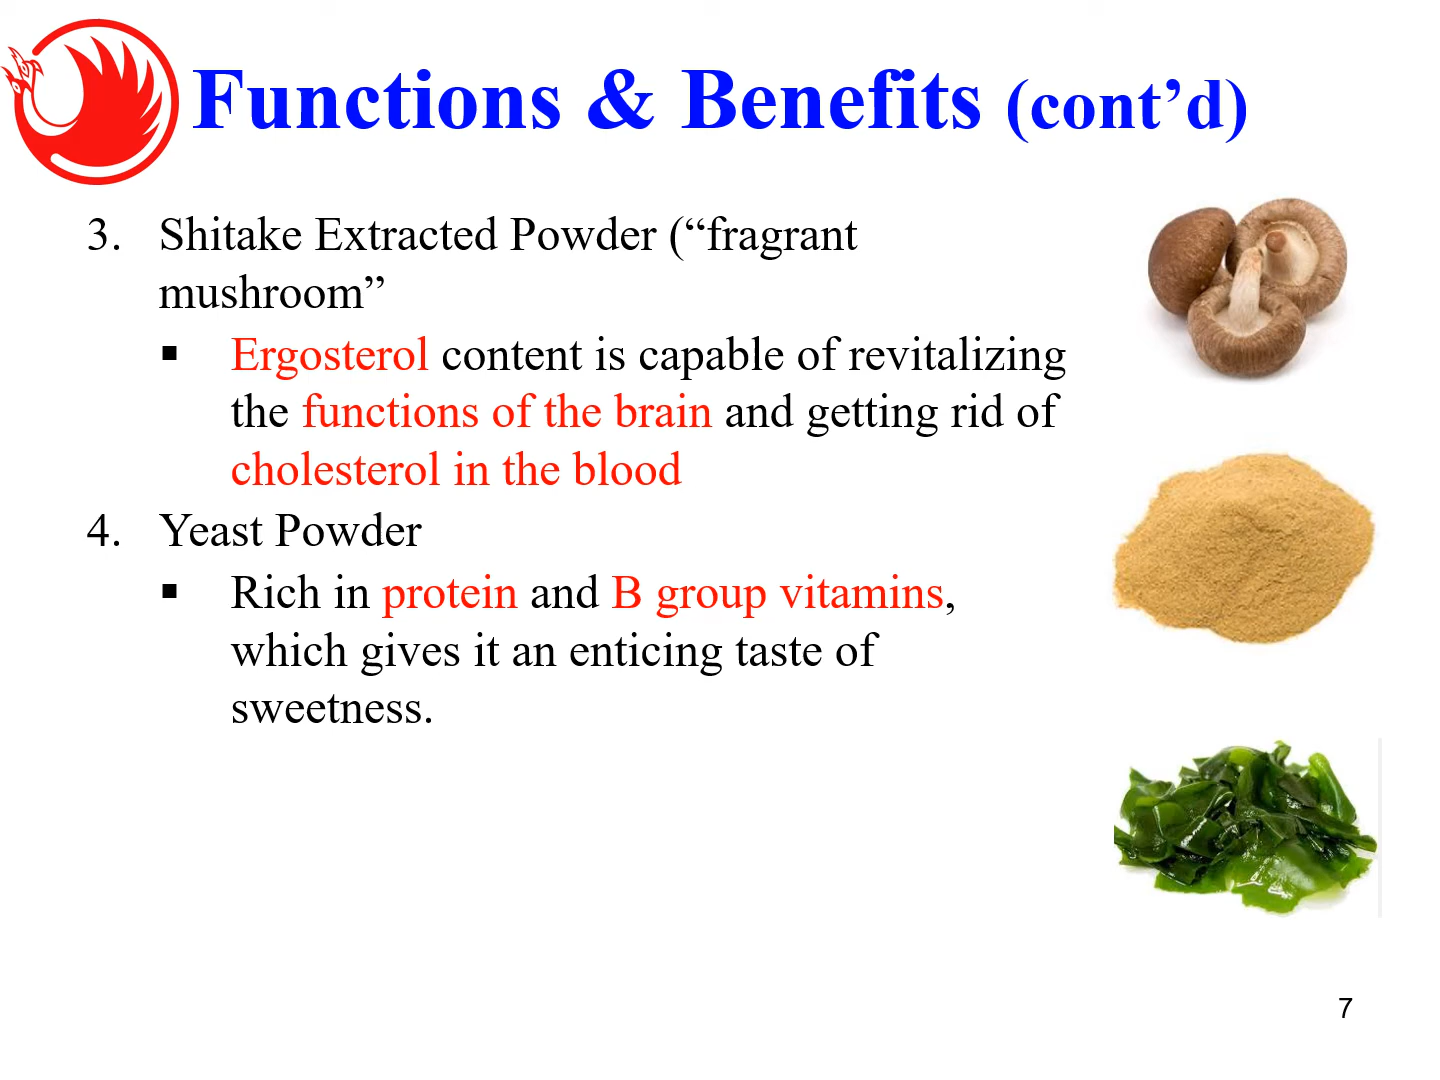 Functions & Benefits (cont’d)
3. Shitake Extracted Powder (“fragrant
mushroom”
▪ Ergosterol content is capable of revitalizing
the functions of the brain and getting rid of
cholesterol in the blood
4. Yeast Powder
▪ Rich in protein and B group vitamins,
which gives it an enticing taste of
sweetness.
7